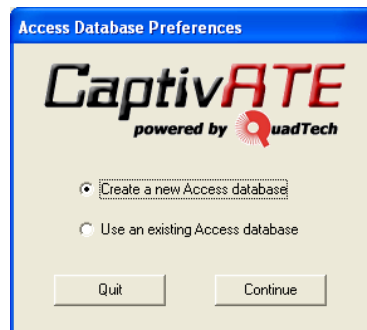 Access Database Preferences
CaptivATE
powered by QuadTech
Create a new Access database
Use an existing Access database
Quit Continue